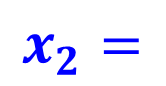 x₂ =